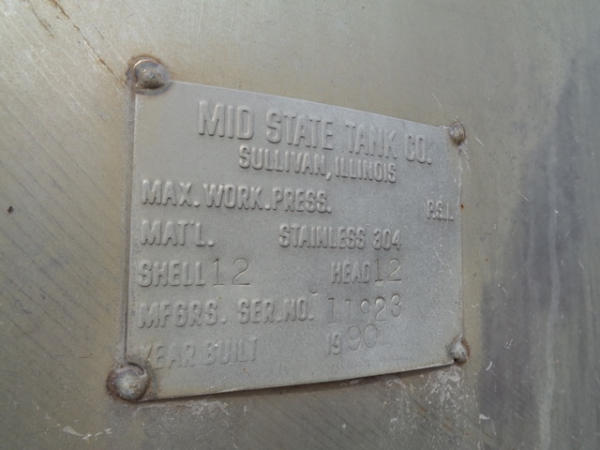 MID STATE TANK CO.
SULLIVAN, ILLINOIS
MAX. WORK. PRESS. P.S.I.
MAT'L. STAINLESS 304
SHELL 12 HEAD 12
MFGRS. SER. NO. 11923
YEAR BUILT 1990